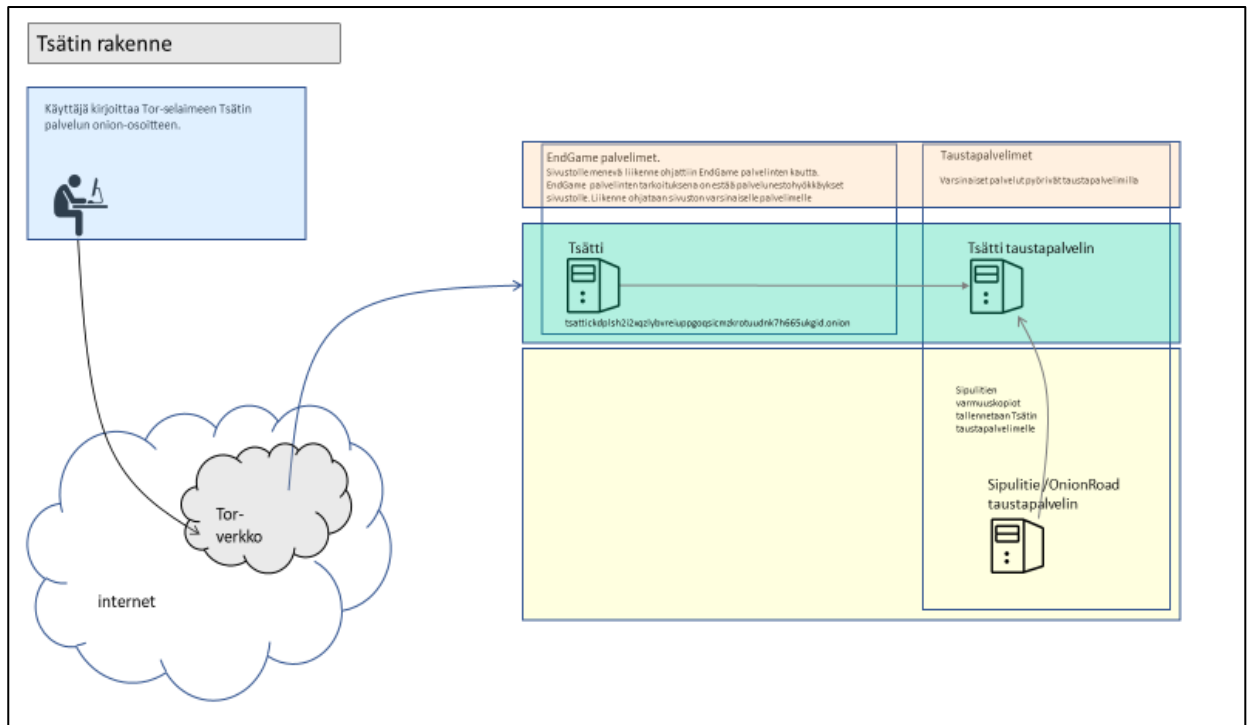 Tsätin rakenne
Käyttäjä kirjoittaa Tor-selaimeen Tsätin
palvelun onion-osoitteen.
EndGame palvelimet.
Sivustolle menevä liikenne ohjattiin EndGame palvelinten kautta.
EndGame palvelinten tarkoituksena on estää palvelunestohyökkäykset
sivustolle. Liikenne ohjataan sivuston varsinaiselle palvelimelle
Taustapalvelimet
Varsinaiset palvelut pyörivät taustapalvelimilla
Tsätti
Tsätti taustapalvelin
Sipulitien
varmuuskopiot
tallennetaan Tsätin
taustapalvelimelle
Sipulitie /OnionRoad
taustapalvelin
Tor-
verkko
internet